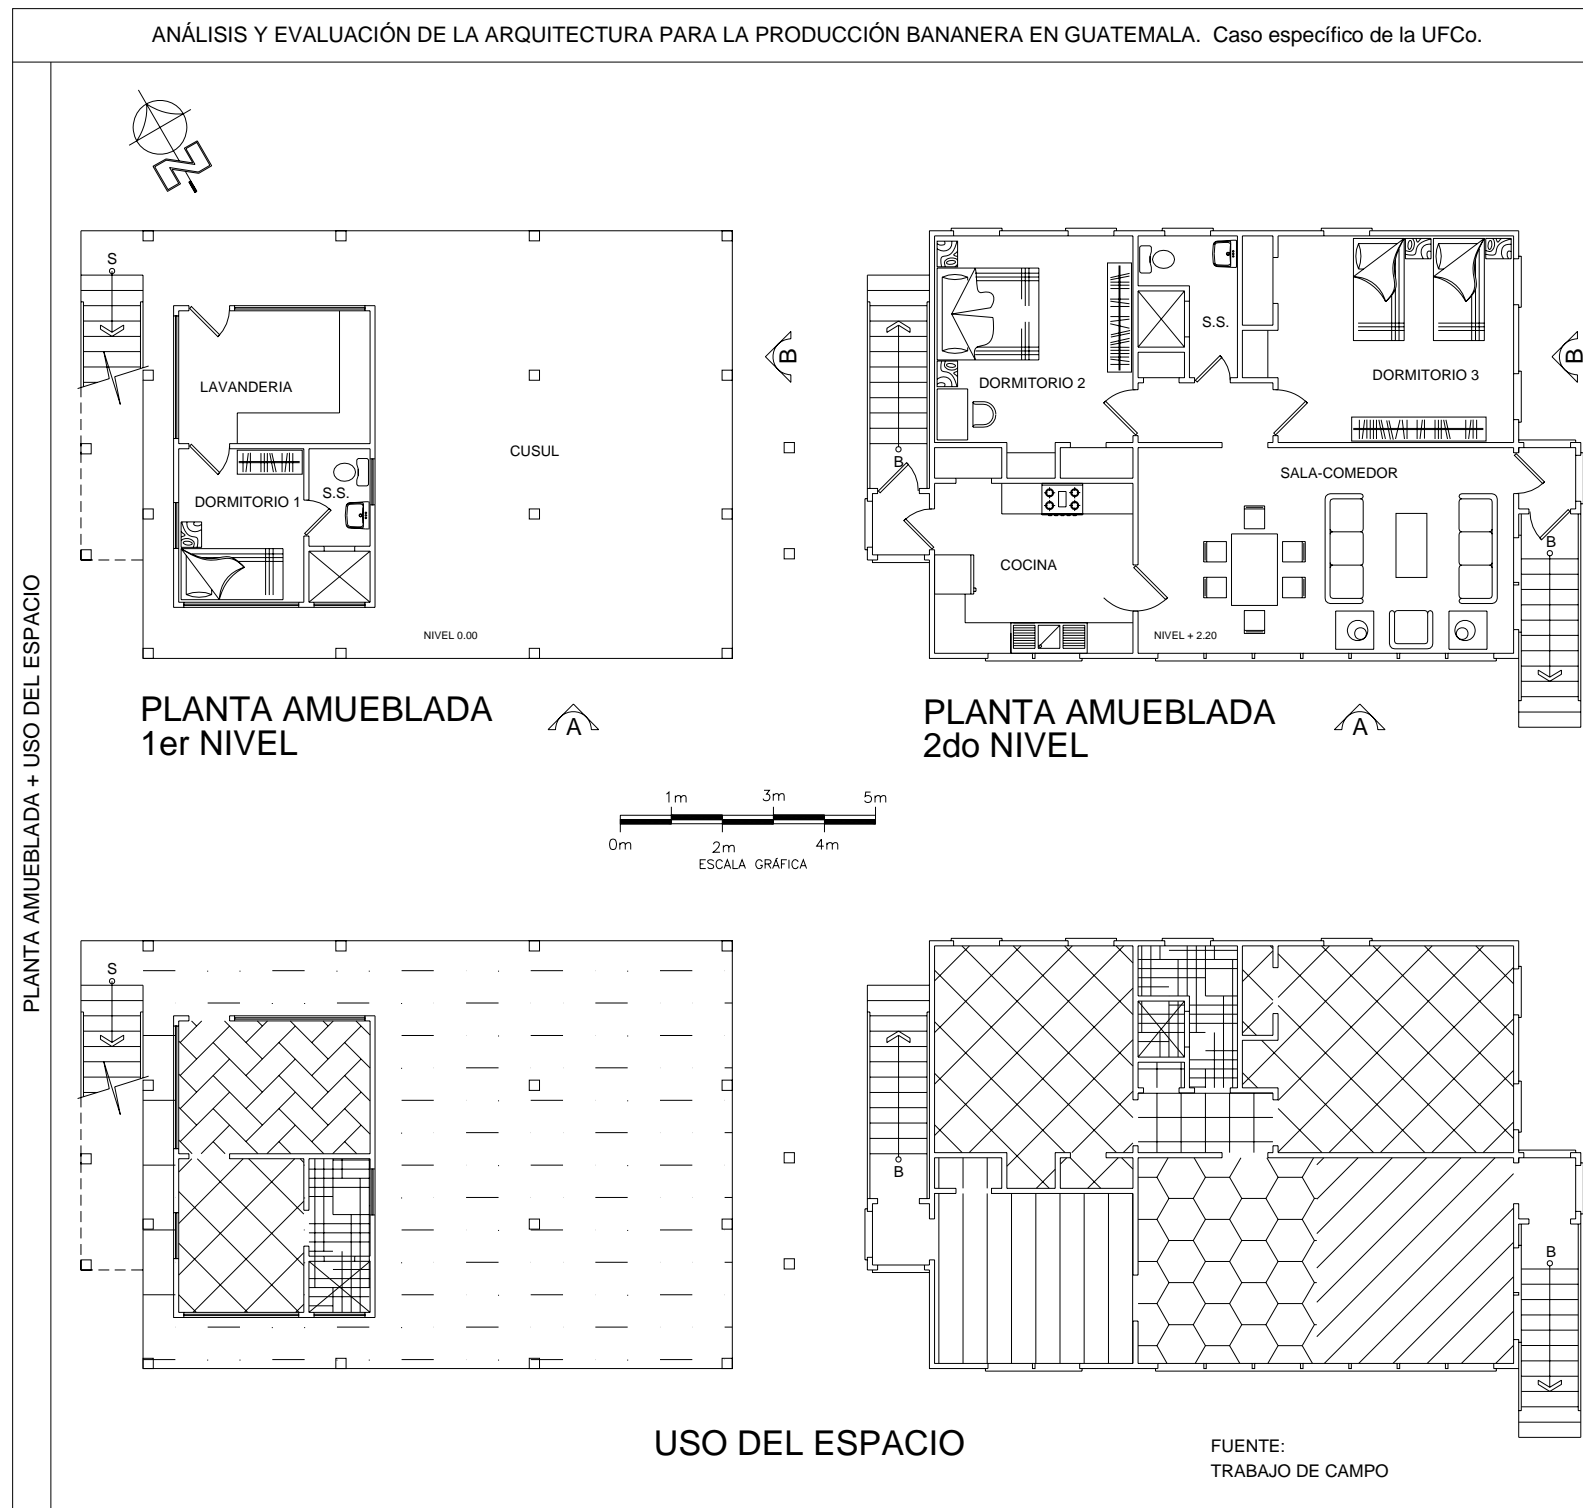 ANÁLISIS Y EVALUACIÓN DE LA ARQUITECTURA PARA LA PRODUCCIÓN BANANERA EN GUATEMALA. Caso específico de la UFCo.
PLANTA AMUEBLADA + USO DEL ESPACIO
N
S
LAVANDERIA
CUSUL
DORMITORIO 1
S.S.
NIVEL 0.00
B
PLANTA AMUEBLADA
1er NIVEL
A
DORMITORIO 2
S.S.
DORMITORIO 3
B
B
SALA-COMEDOR
COCINA
B
NIVEL + 2.20
PLANTA AMUEBLADA
2do NIVEL
A
1m 3m 5m
0m 2m 4m
ESCALA GRÁFICA
S
B
B
USO DEL ESPACIO
FUENTE:
TRABAJO DE CAMPO